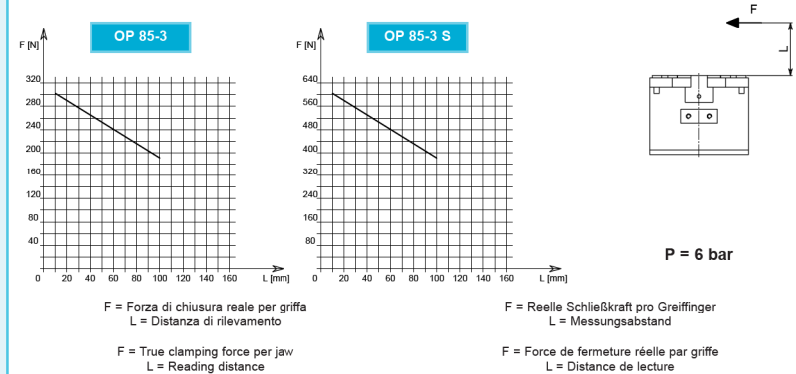 OP 85-3
F [N]
320
280
240
200
160
120
80
40
0 20 40 60 80 100 120 140 160 L [mm]
OP 85-3 S
F [N]
640
560
480
400
320
240
160
80
0 20 40 60 80 100 120 140 160 L [mm]
F
L
P = 6 bar
F = Forza di chiusura reale per griffa
L = Distanza di rilevamento
F = Reelle Schließkraft pro Greiffinger
L = Messungsabstand
F = True clamping force per jaw
L = Reading distance
F = Force de fermeture réelle par griffe
L = Distance de lecture